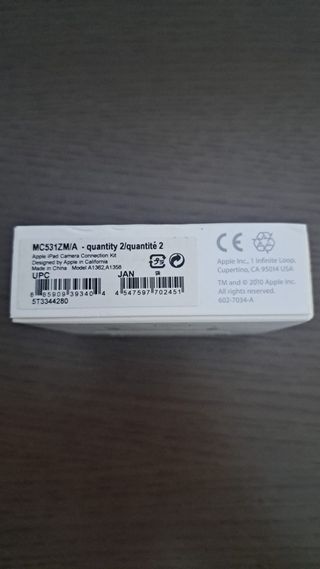 MC531ZM/A - quantity 2/quantité 2
Apple iPad Camera Connection Kit
Designed by Apple in California
Made in China Model A1362,A1358
UPC
JAN
8 85909 39340 4
4 547597 702451
5T3344280
CE
Apple Inc., 1 Infinite Loop,
Cupertino, CA 95014 USA
TM and © 2010 Apple Inc.
All rights reserved.
602-7034-A